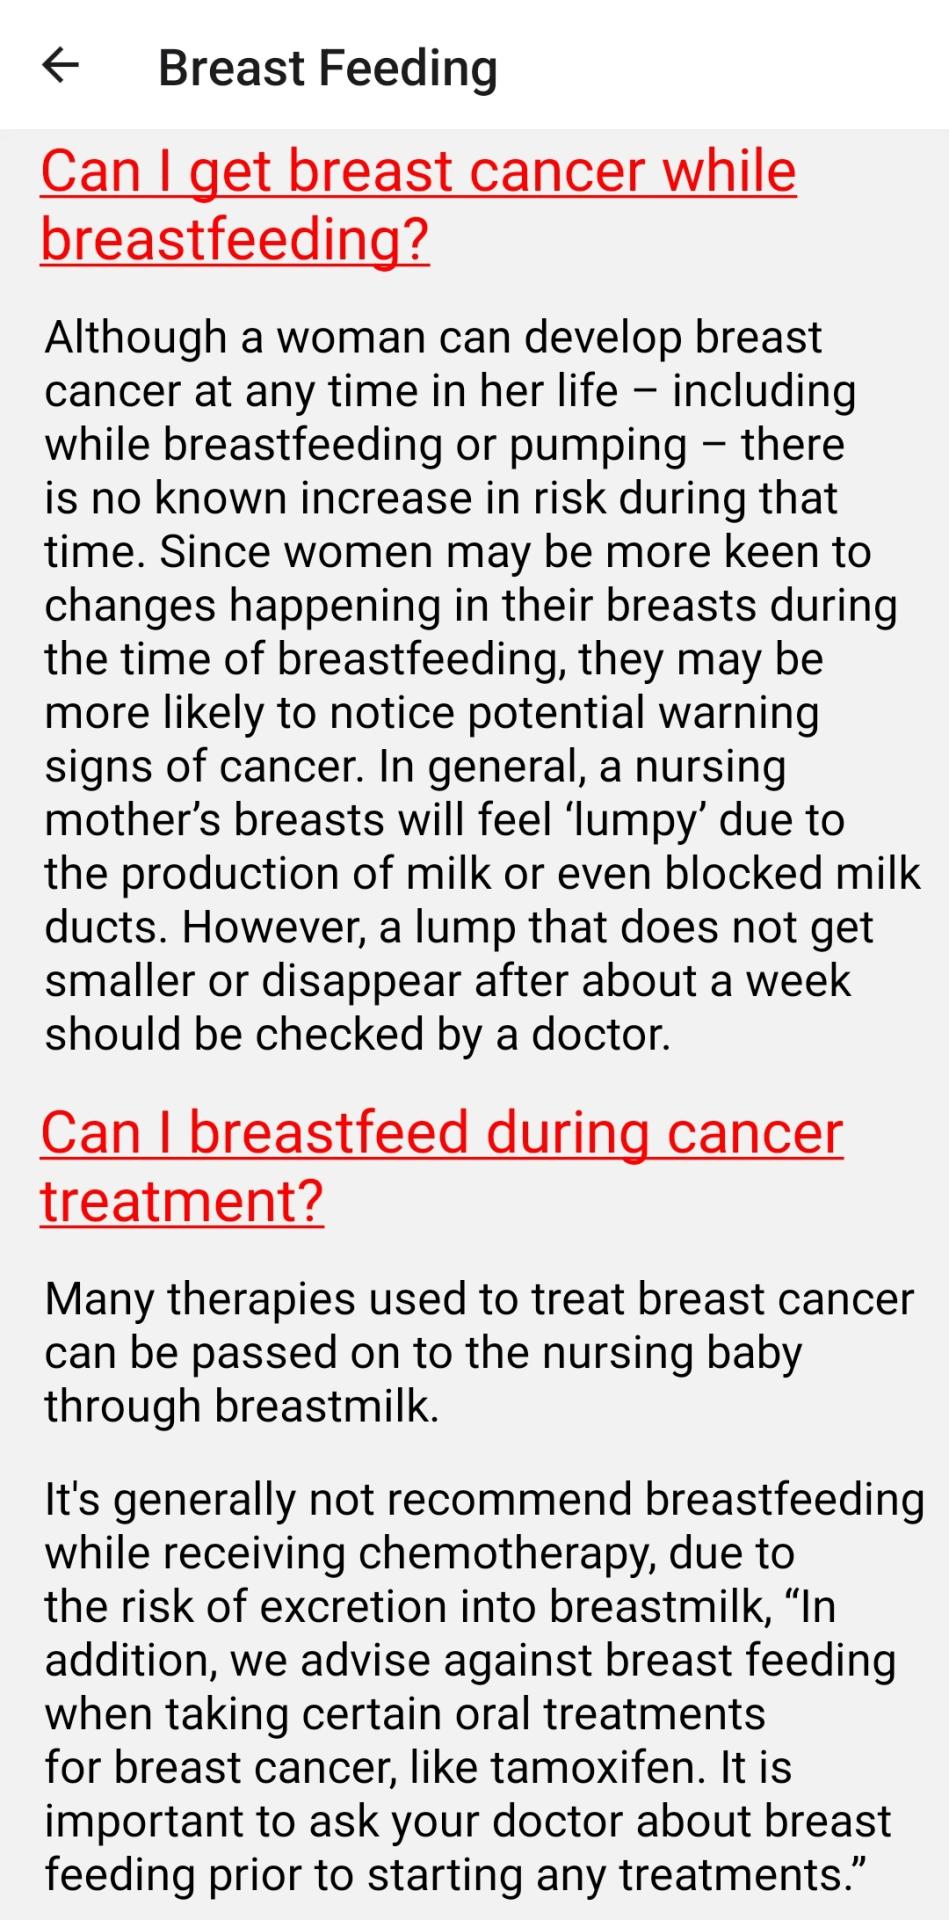 Breast Feeding
Can I get breast cancer while
breastfeeding?
Although a woman can develop breast
cancer at any time in her life – including
while breastfeeding or pumping – there
is no known increase in risk during that
time. Since women may be more keen to
changes happening in their breasts during
the time of breastfeeding, they may be
more likely to notice potential warning
signs of cancer. In general, a nursing
mother’s breasts will feel ‘lumpy’ due to
the production of milk or even blocked milk
ducts. However, a lump that does not get
smaller or disappear after about a week
should be checked by a doctor.
Can I breastfeed during cancer
treatment?
Many therapies used to treat breast cancer
can be passed on to the nursing baby
through breastmilk.
It's generally not recommend breastfeeding
while receiving chemotherapy, due to
the risk of excretion into breastmilk, “In
addition, we advise against breast feeding
when taking certain oral treatments
for breast cancer, like tamoxifen. It is
important to ask your doctor about breast
feeding prior to starting any treatments.”